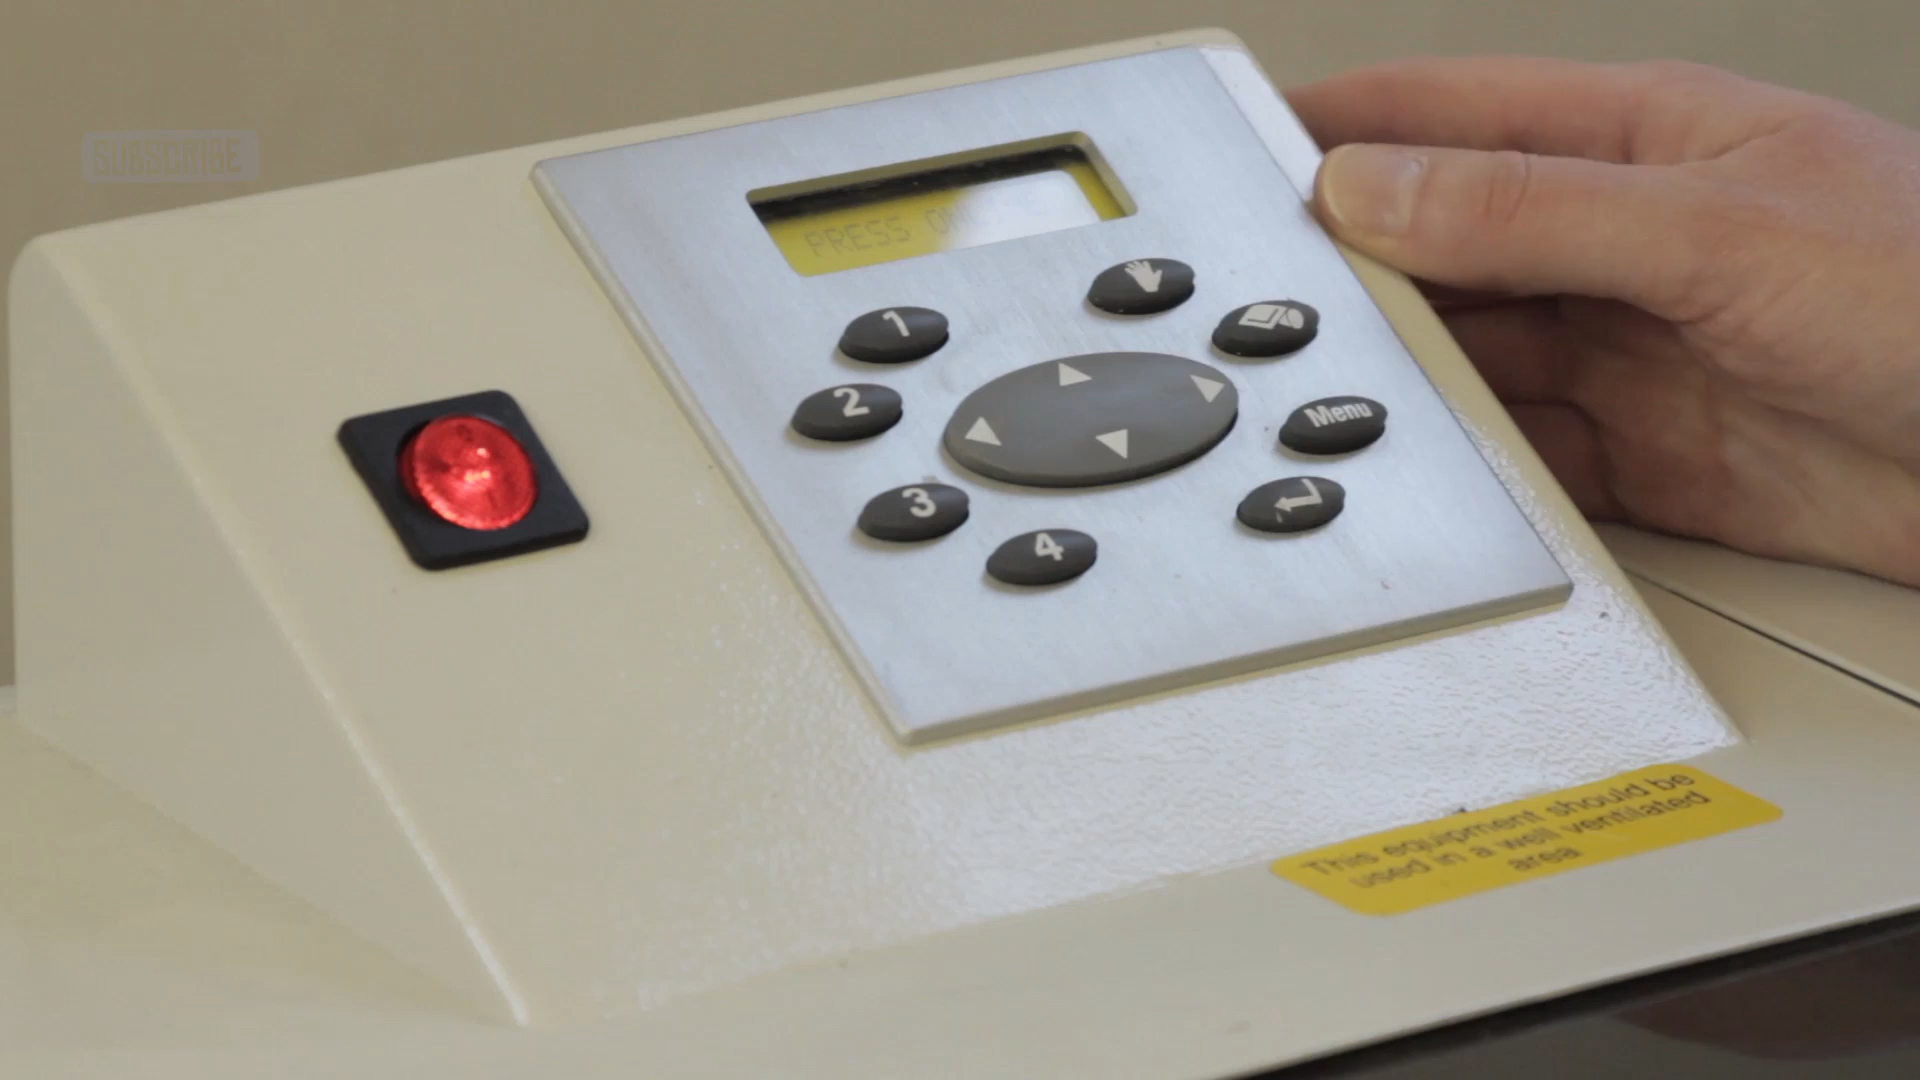 SUBSCRIBE
PRESS
1
2
3
4
Menu
This equipment should be
used in a well ventilated
area